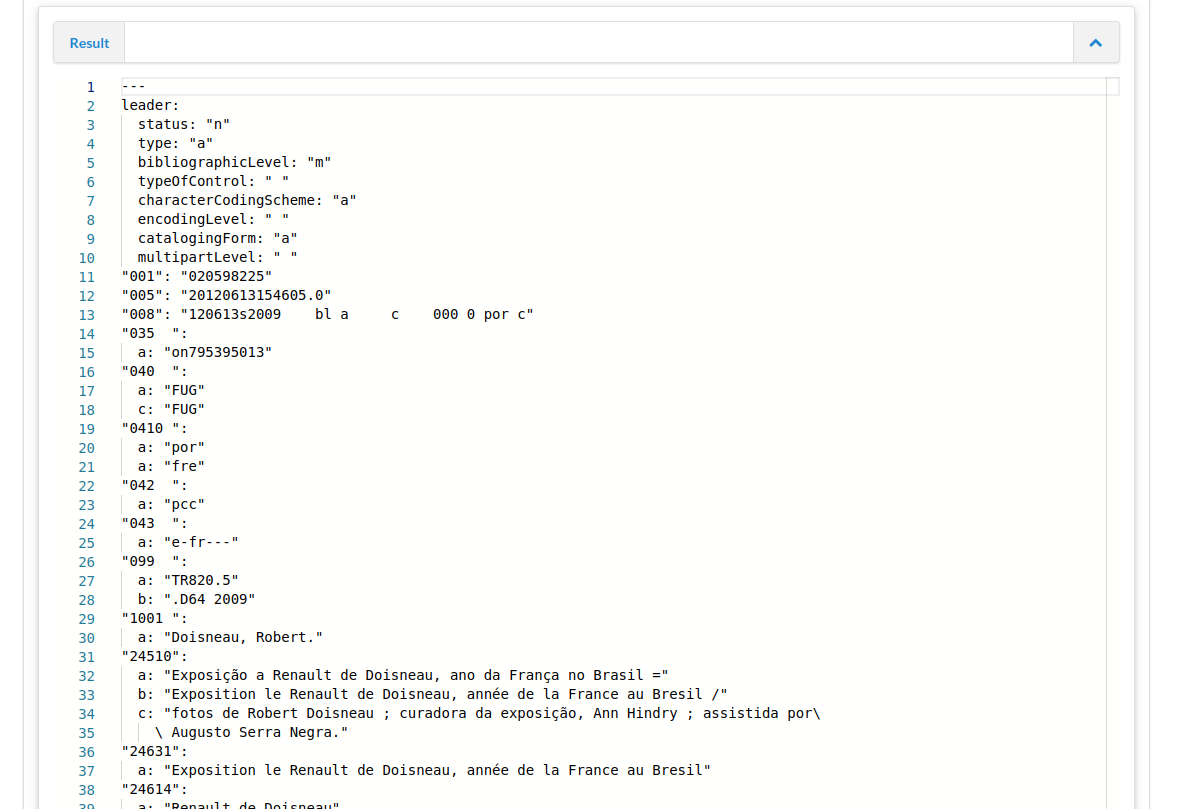 Result
1 ---
2 leader:
3   status: "n"
4   type: "a"
5   bibliographicLevel: "m"
6   typeOfControl: " "
7   characterCodingScheme: "a"
8   encodingLevel: " "
9   catalogingForm: "a"
10   multipartLevel: " "
11 "001": "020598225"
12 "005": "20120613154605.0"
13 "008": "120613s2009    bl a     c    000 0 por c"
14 "035  ":
15   a: "on795395013"
16 "040  ":
17   a: "FUG"
18   c: "FUG"
19 "0410 ":
20   a: "por"
21   a: "fre"
22 "042  ":
23   a: "pcc"
24 "043  ":
25   a: "e-fr---"
26 "099  ":
27   a: "TR820.5"
28   b: ".D64 2009"
29 "1001 ":
30   a: "Doisneau, Robert."
31 "24510":
32   a: "Exposição a Renault de Doisneau, ano da França no Brasil ="
33   b: "Exposition le Renault de Doisneau, année de la France au Bresil /"
34   c: "fotos de Robert Doisneau ; curadora da exposição, Ann Hindry ; assistida por\
35     \ Augusto Serra Negra."
36 "24631":
37   a: "Exposition le Renault de Doisneau, année de la France au Bresil"
38 "24614":
39   a: "Renault de Doisneau"